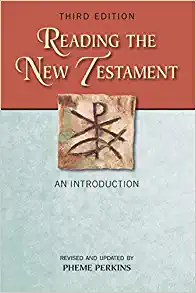 THIRD EDITION
READING THE
NEW TESTAMENT
AN INTRODUCTION
REVISED AND UPDATED BY
PHEME PERKINS